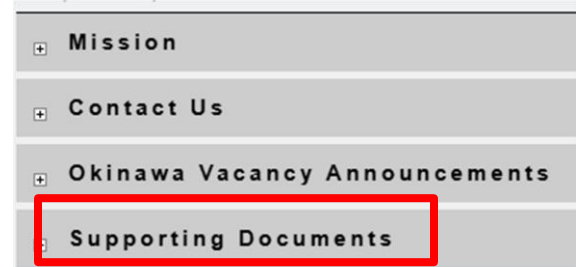 Mission
Contact Us
Okinawa Vacancy Announcements
Supporting Documents